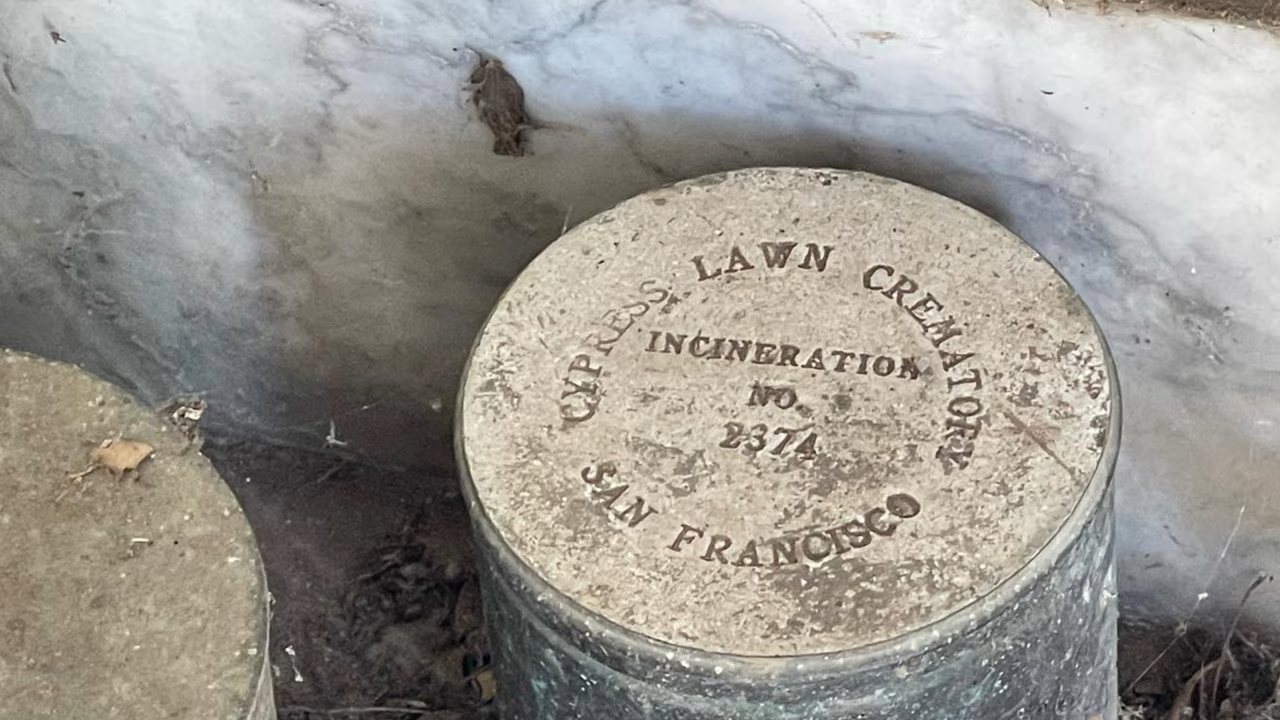 CYPRESS LAWN CREMATORY
INCINERATION
NO.
2374
SAN FRANCISCO